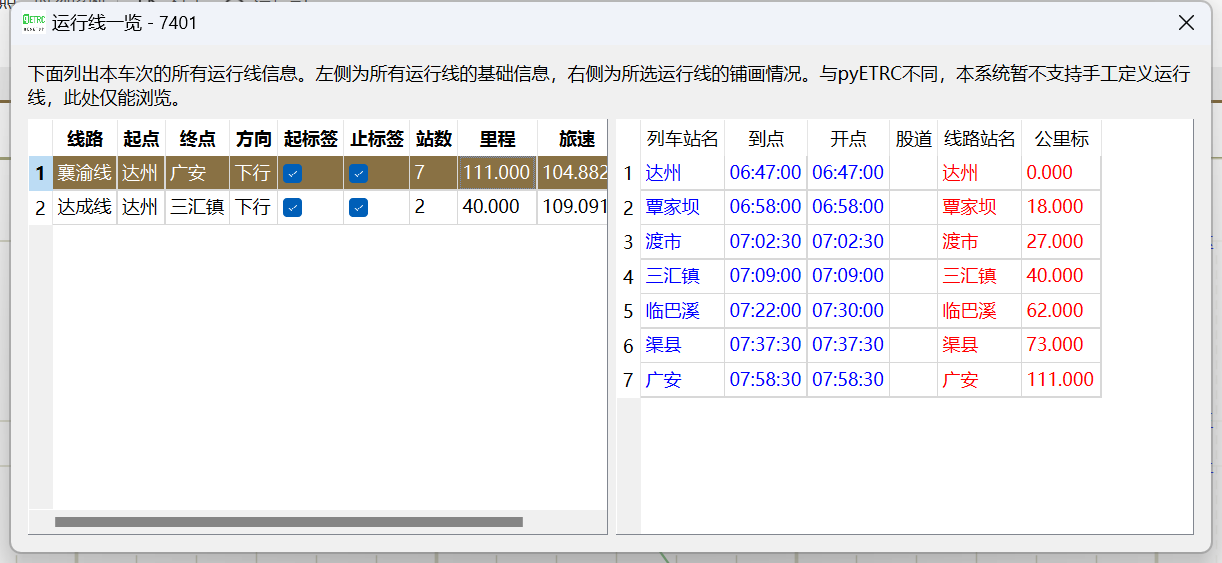 运行线一览 - 7401
下面列出本车次的所有运行线信息。左侧为所有运行线的基础信息，右侧为所选运行线的铺画情况。与pyETRC不同，本系统暂不支持手工定义运行
线，此处仅能浏览。
线路 起点 终点 方向 起标签 止标签 站数 里程 旅速
1 襄渝线 达州 广安 下行 7 111.000 104.882
2 达成线 达州 三汇镇 下行 2 40.000 109.091
列车站名 到点 开点 股道 线路站名 公里标
1 达州 06:47:00 06:47:00 达州 0.000
2 覃家坝 06:58:00 06:58:00 覃家坝 18.000
3 渡市 07:02:30 07:02:30 渡市 27.000
4 三汇镇 07:09:00 07:09:00 三汇镇 40.000
5 临巴溪 07:22:00 07:30:00 临巴溪 62.000
6 渠县 07:37:30 07:37:30 渠县 73.000
7 广安 07:58:30 07:58:30 广安 111.000